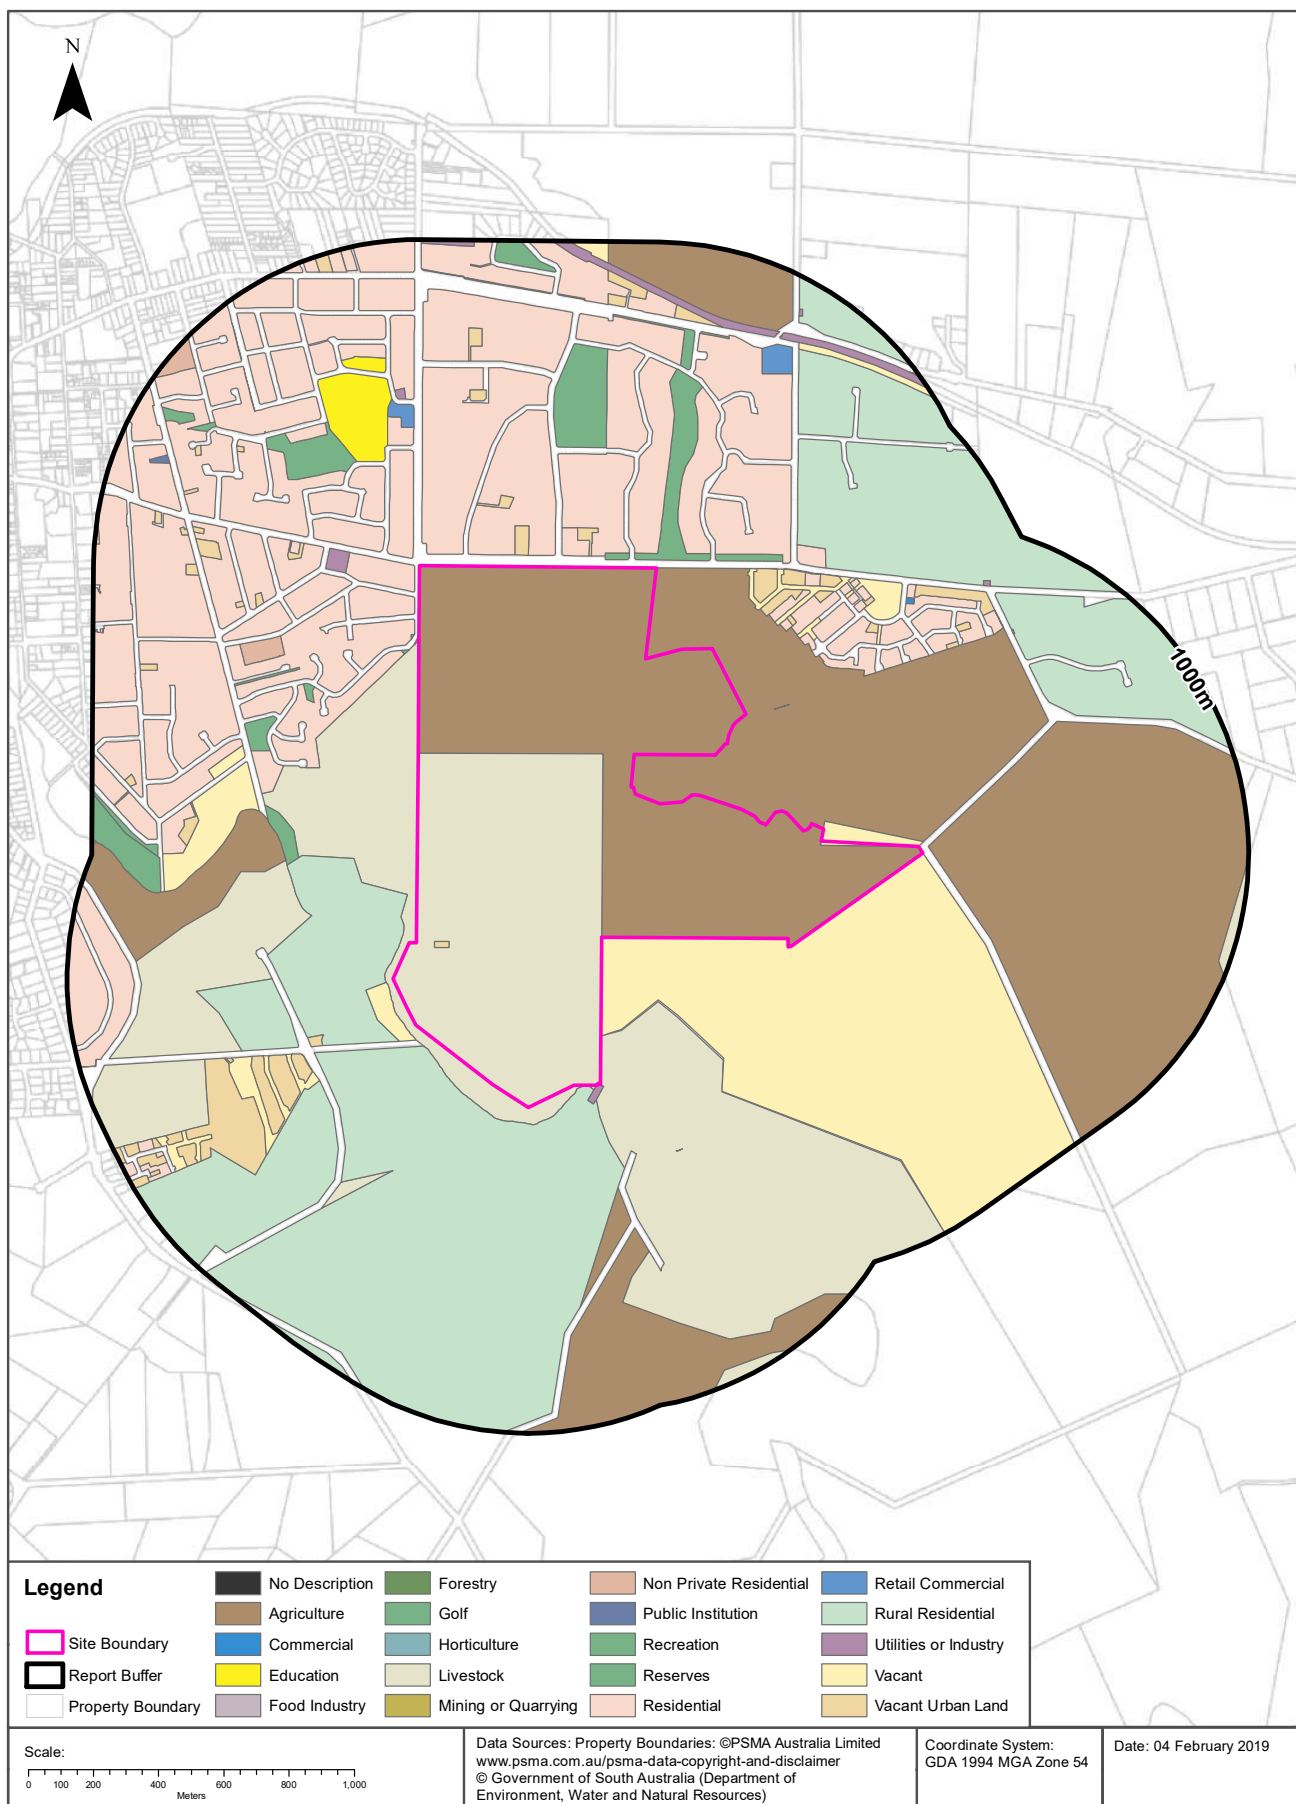 N
1000m
Legend
Site Boundary
Report Buffer
Property Boundary
No Description
Agriculture
Commercial
Education
Food Industry
Forestry
Golf
Horticulture
Livestock
Mining or Quarrying
Non Private Residential
Public Institution
Recreation
Reserves
Residential
Retail Commercial
Rural Residential
Utilities or Industry
Vacant
Vacant Urban Land
Scale:
0 100 200 400 600 800 1,000
Meters
Data Sources: Property Boundaries: ©PSMA Australia Limited
www.psma.com.au/psma-data-copyright-and-disclaimer
© Government of South Australia (Department of
Environment, Water and Natural Resources)
Coordinate System:
GDA 1994 MGA Zone 54
Date: 04 February 2019